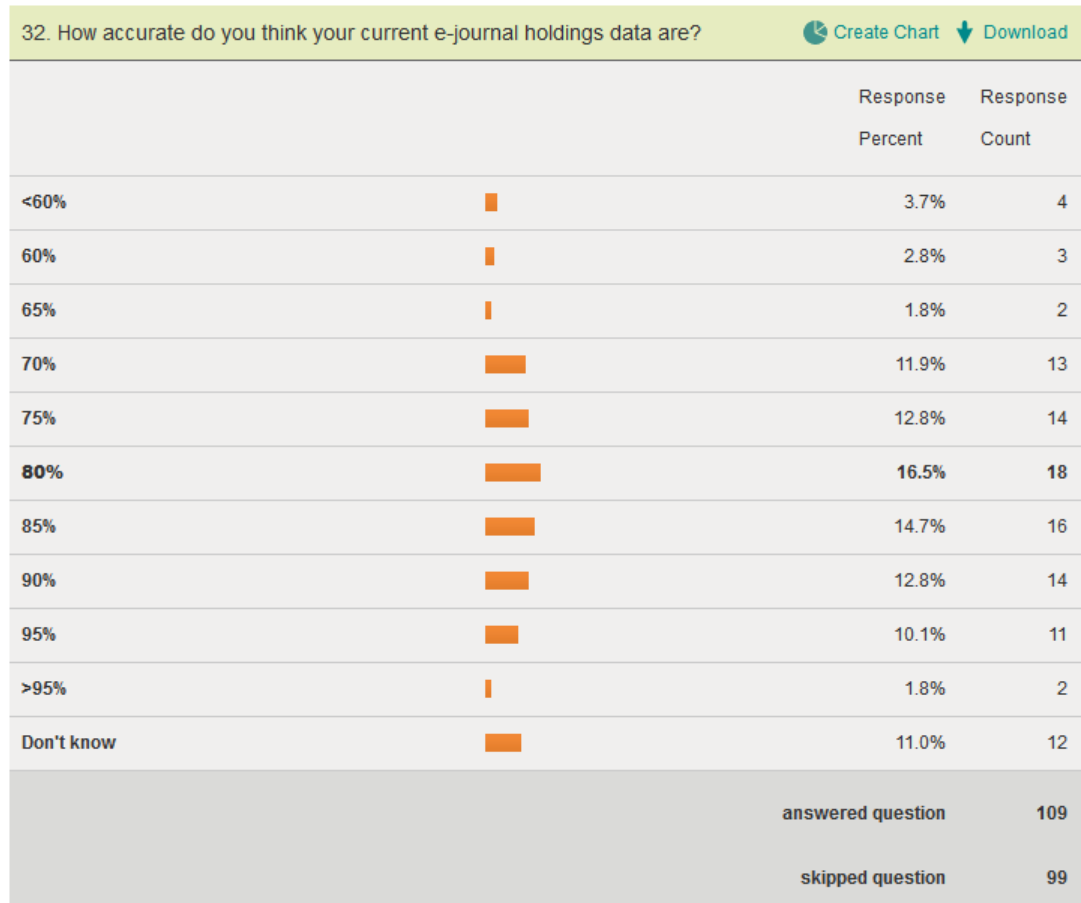 32. How accurate do you think your current e-journal holdings data are? Create Chart Download
Response Response
Percent Count
<60% 3.7% 4
60% 2.8% 3
65% 1.8% 2
70% 11.9% 13
75% 12.8% 14
80% 16.5% 18
85% 14.7% 16
90% 12.8% 14
95% 10.1% 11
>95% 1.8% 2
Don't know 11.0% 12
answered question 109
skipped question 99